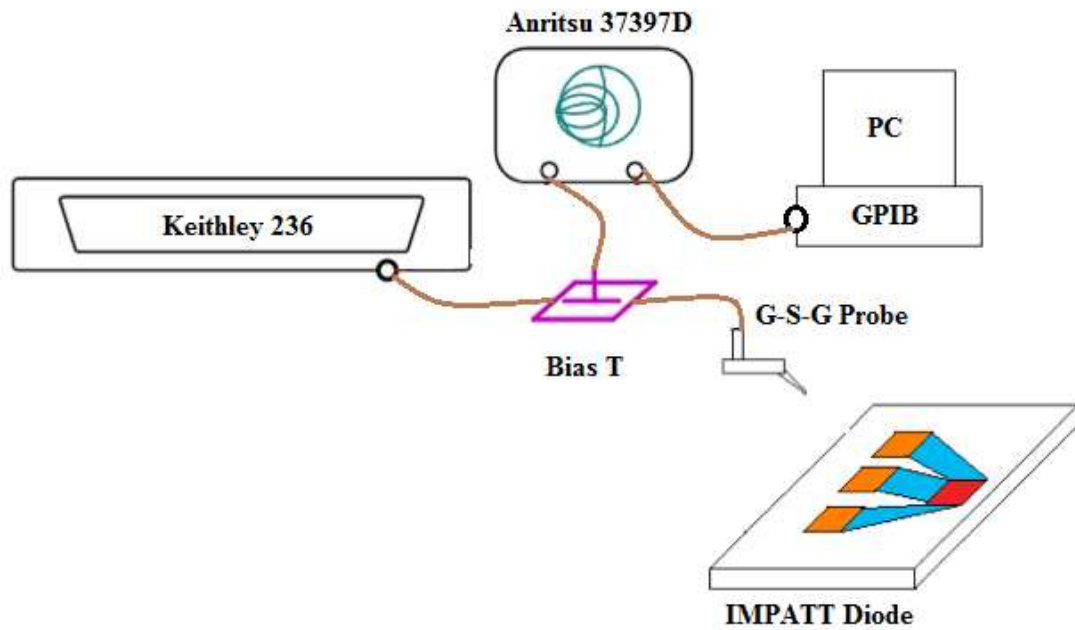 Anritsu 37397D
PC
GPIB
Keithley 236
G-S-G Probe
Bias T
IMPATT Diode